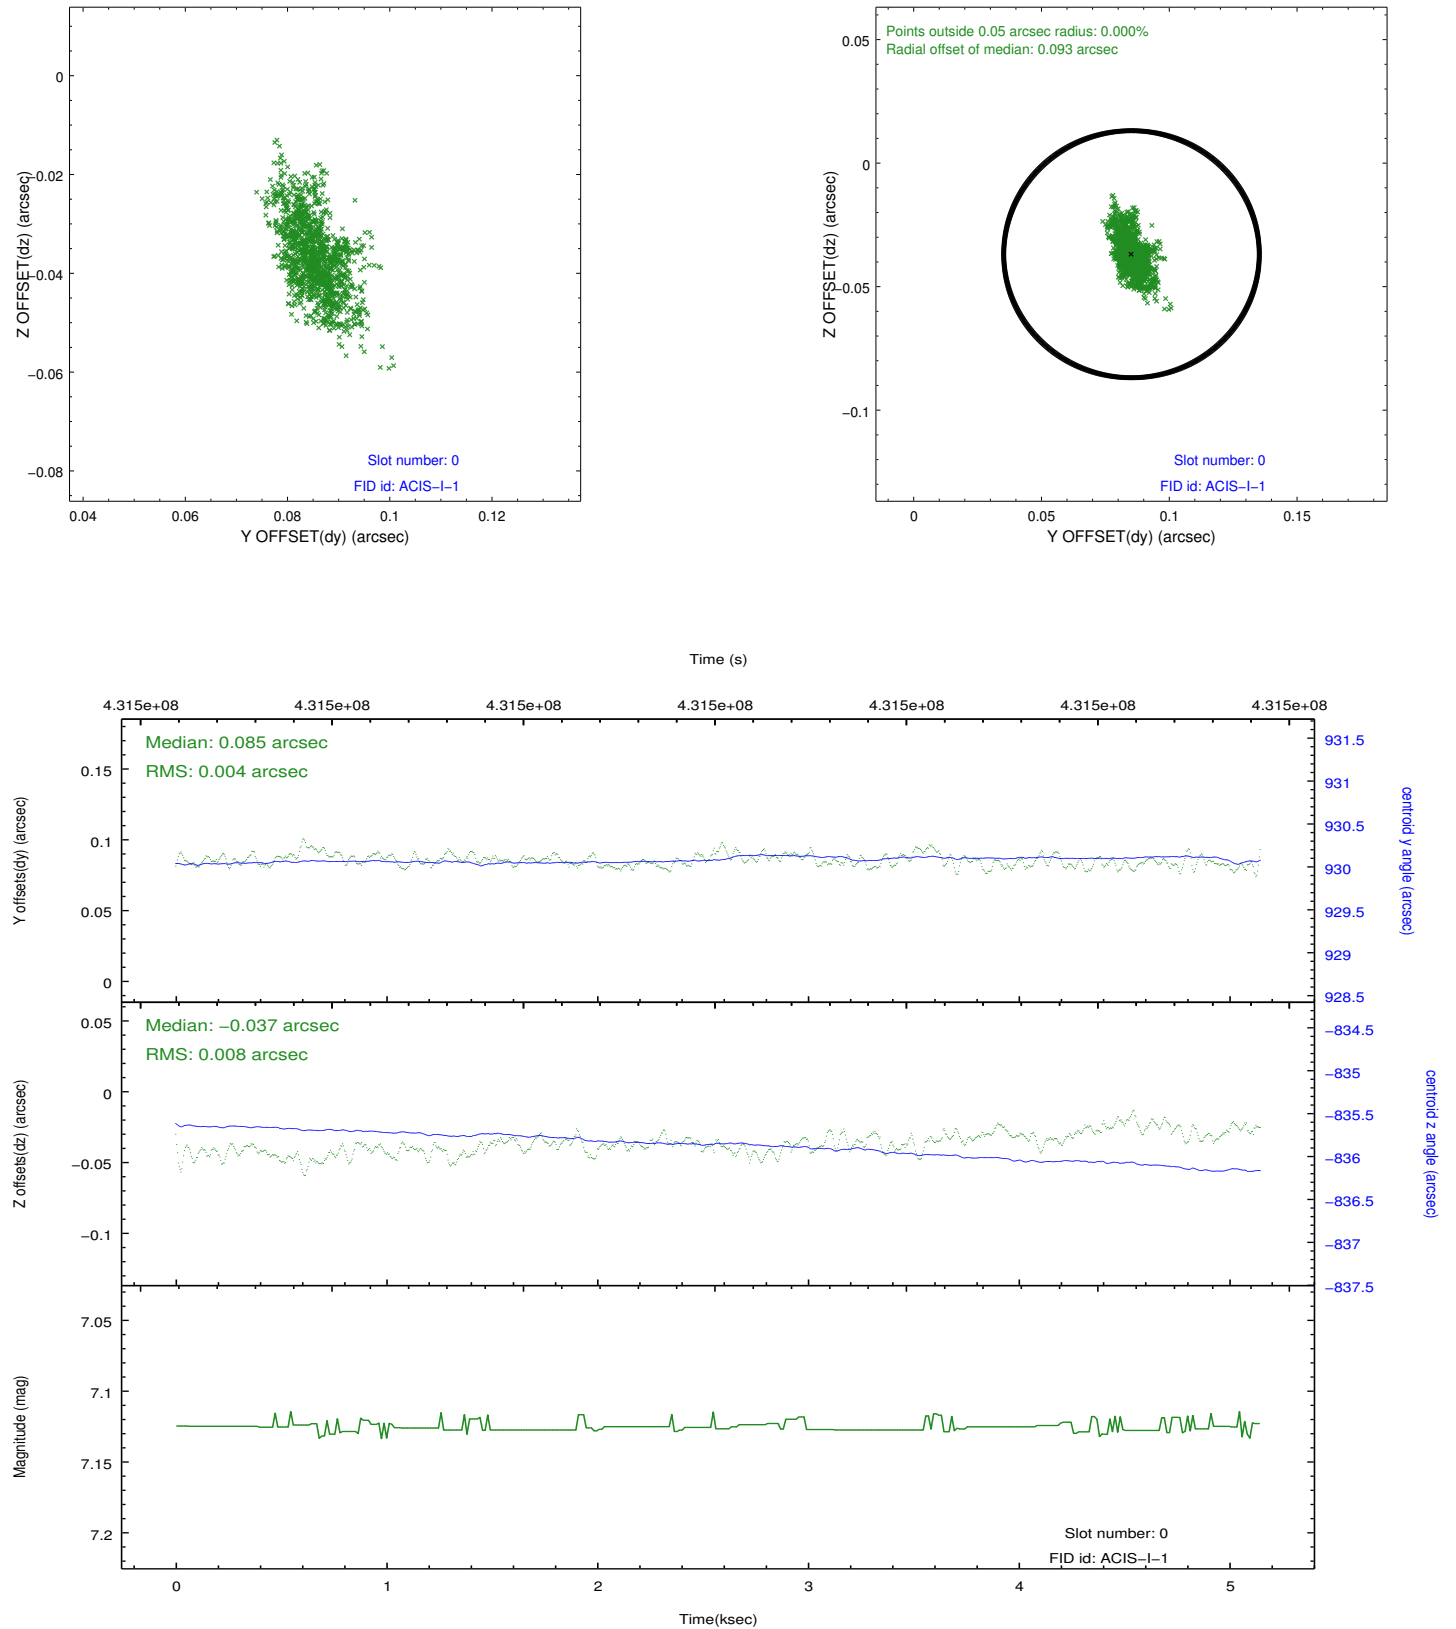 0
−0.02
−0.04
−0.06
−0.08
Z OFFSET(dz) (arcsec)
0.04
0.06
0.08
0.1
0.12
Y OFFSET(dy) (arcsec)
Slot number: 0
FID id: ACIS−I−1
Points outside 0.05 arcsec radius: 0.000%
Radial offset of median: 0.093 arcsec
0.05
0
−0.05
−0.1
Z OFFSET(dz) (arcsec)
0
0.05
0.1
0.15
Y OFFSET(dy) (arcsec)
Slot number: 0
FID id: ACIS−I−1
Time (s)
4.315e+08
4.315e+08
4.315e+08
4.315e+08
4.315e+08
4.315e+08
4.315e+08
Median: 0.085 arcsec
RMS: 0.004 arcsec
0.15
0.1
0.05
0
Y offsets(dy) (arcsec)
931.5
931
930.5
930
929.5
929
928.5
centroid y angle (arcsec)
Median: −0.037 arcsec
RMS: 0.008 arcsec
0.05
0
−0.05
−0.1
Z offsets(dz) (arcsec)
−834.5
−835
−835.5
−836
−836.5
−837
−837.5
centroid z angle (arcsec)
7.05
7.1
7.15
7.2
Magnitude (mag)
Slot number: 0
FID id: ACIS−I−1
0
1
2
3
4
5
Time(ksec)